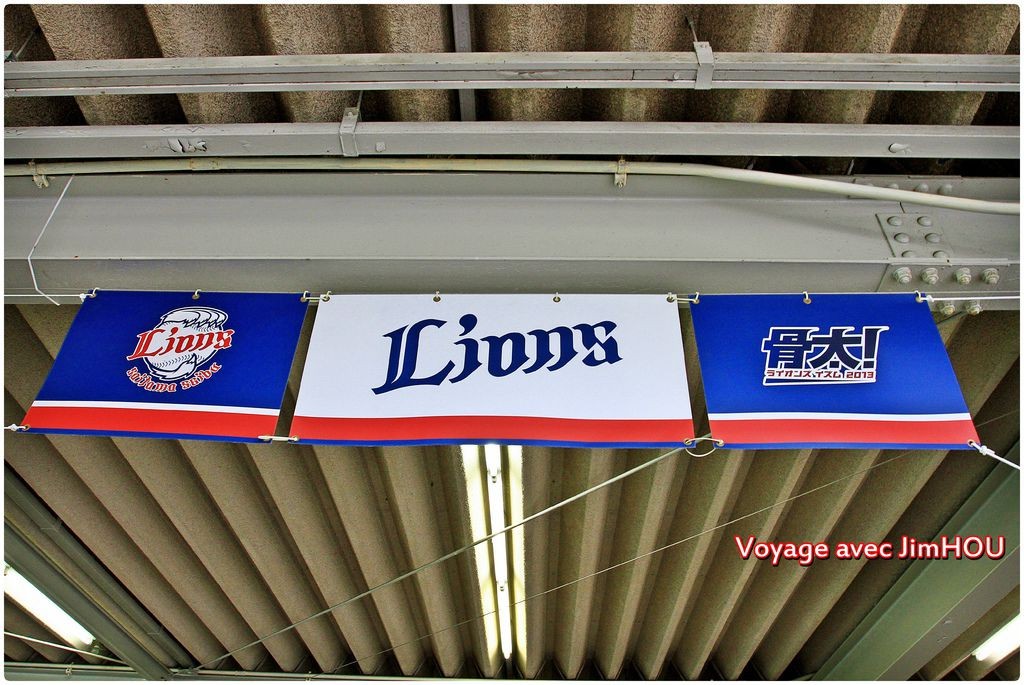 Lions
saitama seibu
Lions
骨太!
ライオンズ・イズム 2013
Voyage avec JimHOU